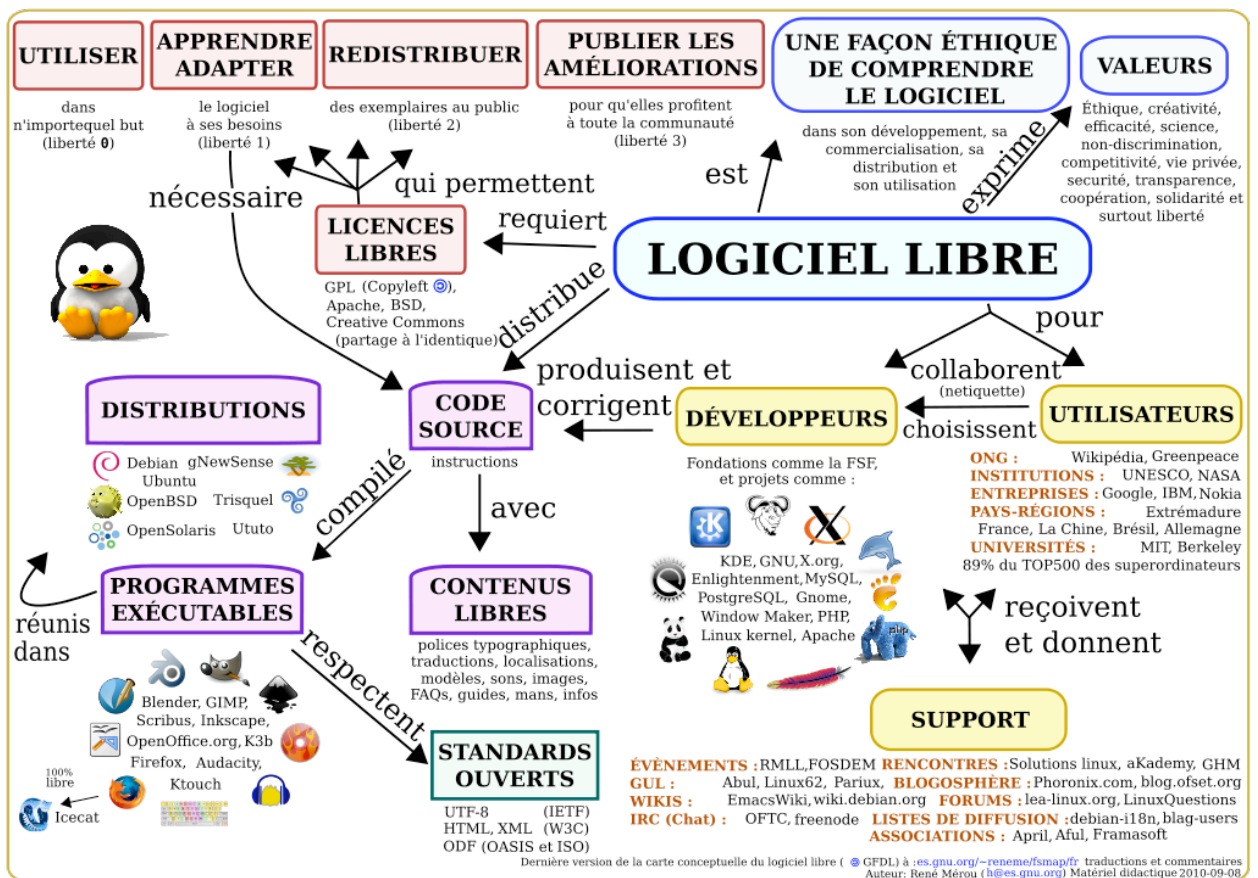 UTILISER
dans
n'importequel but
(liberté 0)
APPRENDRE
ADAPTER
le logiciel
à ses besoins
(liberté 1)
REDISTRIBUER
des exemplaires au public
(liberté 2)
PUBLIER LES
AMÉLIORATIONS
pour qu'elles profitent
à toute la communauté
(liberté 3)
UNE FAÇON ÉTHIQUE
DE COMPRENDRE
LE LOGICIEL
dans son développement, sa
commercialisation, sa
distribution et
son utilisation
VALEURS
Éthique, créativité,
efficacité, science,
non-discrimination,
competitivité, vie privée,
securité, transparence,
coopération, solidarité et
surtout liberté
est
exprime
nécessaire
qui permettent
requiert
LICENCES
LIBRES
GPL (Copyleft),
Apache, BSD,
Creative Commons
(partage à l'identique)
LOGICIEL LIBRE
distribue
pour
produisent et
corrigent
collaborent
(netiquette)
choisissent
DISTRIBUTIONS
Debian gNewSense
Ubuntu
OpenBSD Trisquel
OpenSolaris Ututo
CODE
SOURCE
instructions
DÉVELOPPEURS
Fondations comme la FSF,
et projets comme :
KDE, GNU, X.org,
Enlightenment, MySQL,
PostgreSQL, Gnome,
Window Maker, PHP,
Linux kernel, Apache
php
UTILISATEURS
ONG : Wikipédia, Greenpeace
INSTITUTIONS : UNESCO, NASA
ENTREPRISES : Google, IBM, Nokia
PAYS-RÉGIONS : Extrémadure
France, La Chine, Brésil, Allemagne
UNIVERSITÉS : MIT, Berkeley
89% du TOP500 des superordinateurs
compilé
avec
réunis
dans
PROGRAMMES
EXÉCUTABLES
Blender, GIMP,
Scribus, Inkscape,
OpenOffice.org, K3b
Firefox, Audacity,
Ktouch
100%
libre
Icecat
respectent
CONTENUS
LIBRES
polices typographiques,
traductions, localisations,
modèles, sons, images,
FAQs, guides, mans, infos
STANDARDS
OUVERTS
UTF-8 (IETF)
HTML, XML (W3C)
ODF (OASIS et ISO)
reçoivent
et donnent
SUPPORT
ÉVÈNEMENTS : RMLL, FOSDEM RENCONTRES : Solutions linux, aKademy, GHM
GUL : Abul, Linux62, Pariux, BLOGOSPHÈRE : Phoronix.com, blog.ofset.org
WIKIS : EmacsWiki, wiki.debian.org FORUMS : lea-linux.org, LinuxQuestions
IRC (Chat) : OFTC, freenode LISTES DE DIFFUSION : debian-i18n, blag-users
ASSOCIATIONS : April, Aful, Framasoft
Dernière version de la carte conceptuelle du logiciel libre ( GFDL) à :es.gnu.org/~reneme/fsmap/fr traductions et commentaires
Auteur: René Mérou (h@es.gnu.org) Matériel didactique 2010-09-08